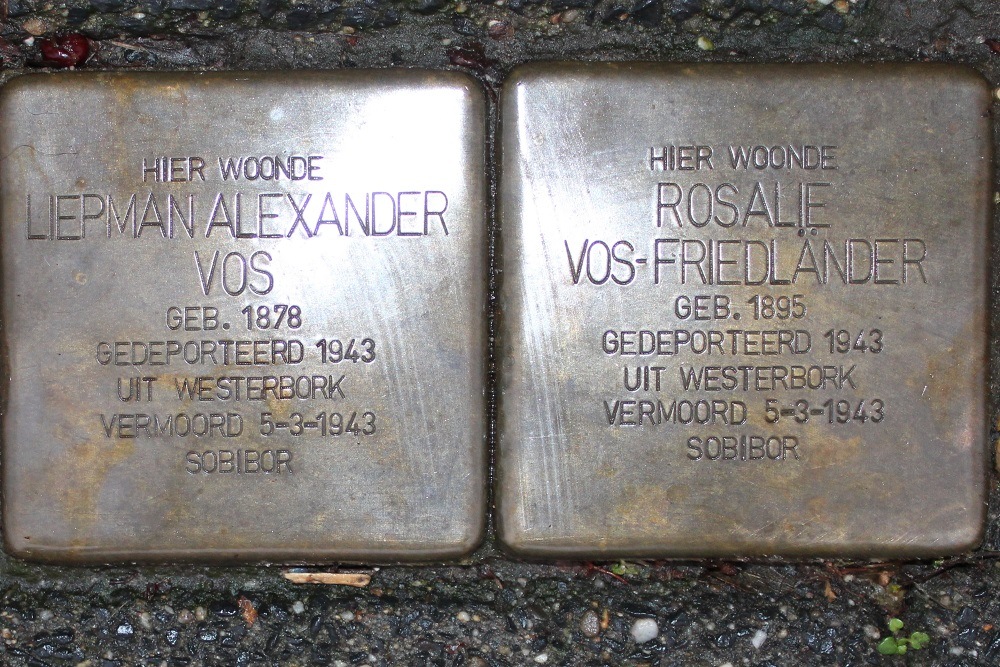 HIER WOONDE
LIEPMAN ALEXANDER
VOS
GEB. 1878
GEDEPORTEERD 1943
UIT WESTERBORK
VERMOORD 5-3-1943
SOBIBOR
HIER WOONDE
ROSALIE
VOS-FRIEDLÄNDER
GEB. 1895
GEDEPORTEERD 1943
UIT WESTERBORK
VERMOORD 5-3-1943
SOBIBOR